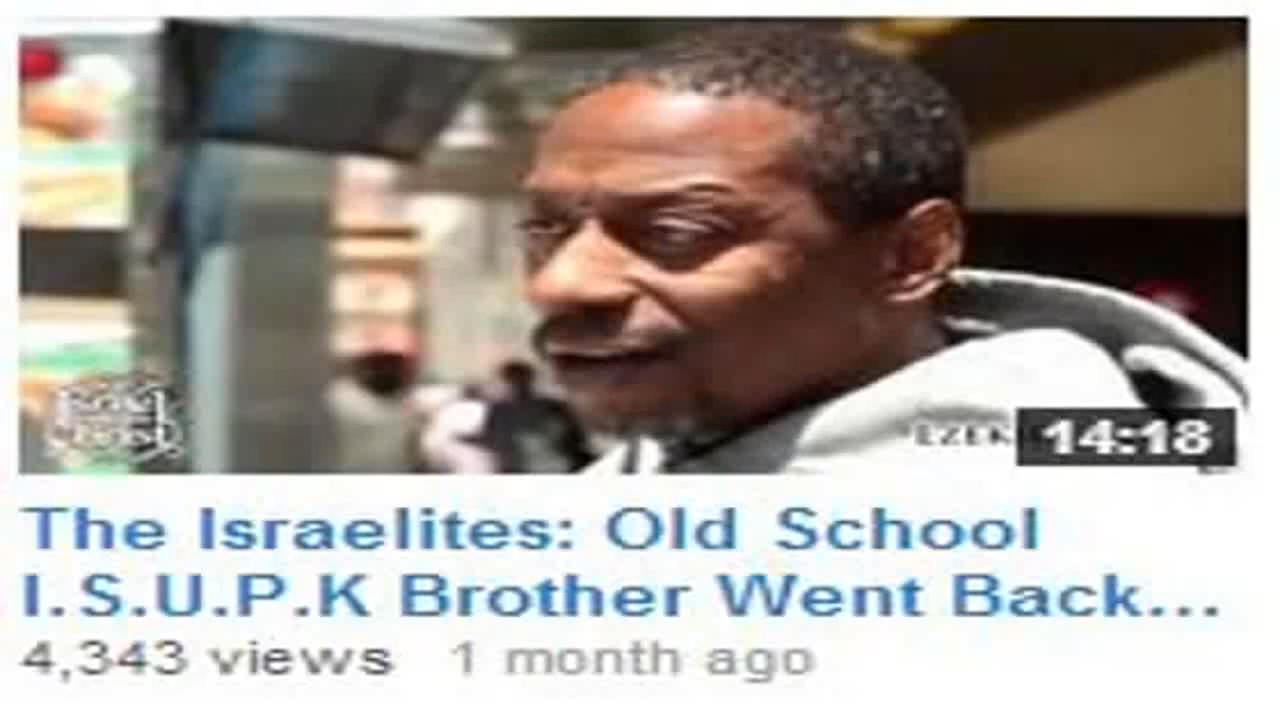 14:18
The Israelites: Old School
I.S.U.P.K Brother Went Back...
4,343 views 1 month ago